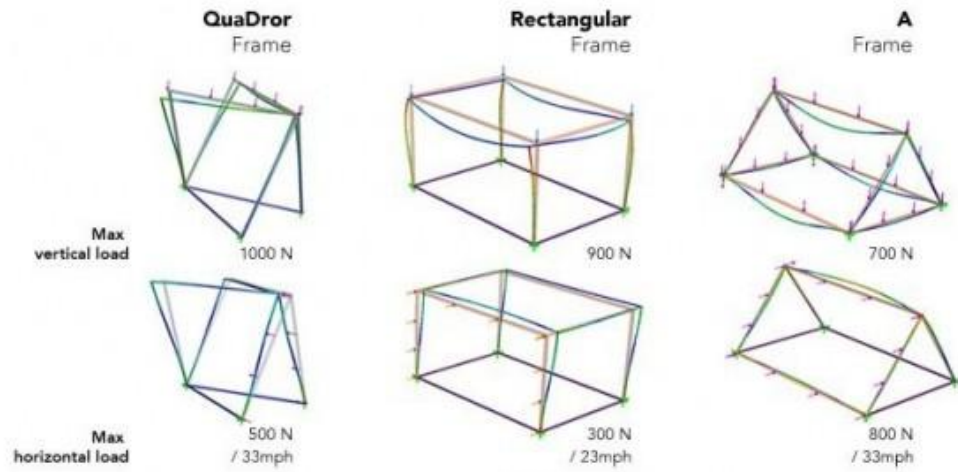 QuaDror
Frame
Rectangular
Frame
A
Frame
Max
vertical load
1000 N
900 N
700 N
Max
horizontal load
500 N
/ 33mph
300 N
/ 23mph
800 N
/ 33mph